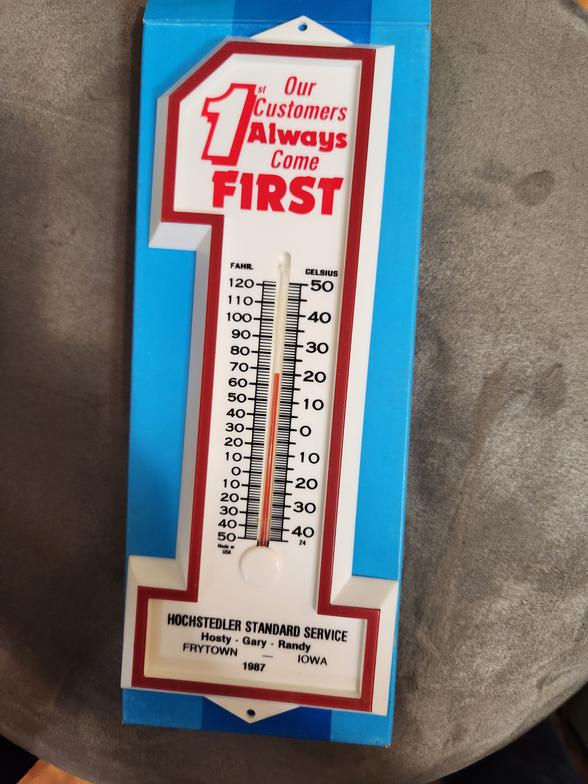 1st Our
Customers
Always
Come
FIRST
FAHR. CELSIUS
120 50
110
100 40
90
80 30
70
60 20
50
40 10
30
20 0
10
0 10
10
20 20
30 30
40
50 40
Made in
USA
24
HOCHSTEDLER STANDARD SERVICE
Hosty - Gary - Randy
FRYTOWN — IOWA
1987